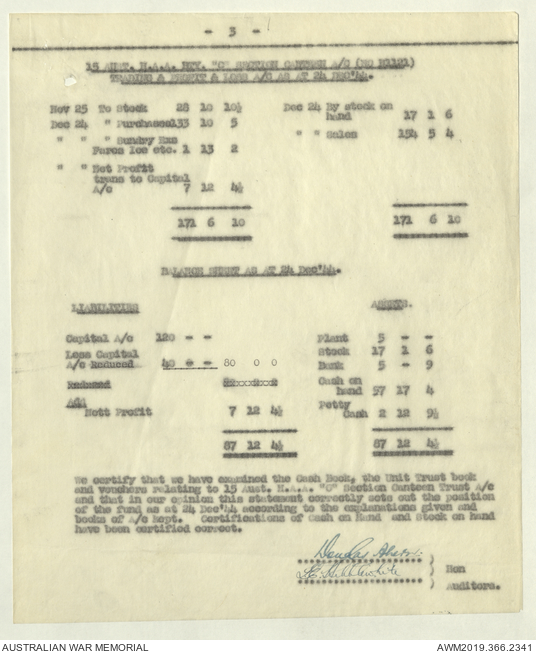 - 3 -
15 AUST. H.A.A. BTY. "C" SECTION CANTEEN A/C (NO N1121)
TRADING & PROFIT & LOSS A/C AS AT 24 DEC'44.
Nov 25 To Stock 28 10 10½ Dec 24 By stock on hand 17 1 6
Dec 24 " Purchases133 10 5 " " Sales 154 5 4
" " " Sundry Exs
Fares Ice etc. 1 13 2
" " Net Profit
trans to Capital
A/c 7 12 4½
171 6 10 171 6 10
BALANCE SHEET AS AT 24 DEC'44.
LIABILITIES ASSETS.
Capital A/c 120 - - Plant 5 - -
Less Capital Stock 17 1 6
A/c Reduced 40 - - 80 0 0 Bank 5 - 9
Reduced Cash on
hand 57 17 4
Add
Nett Profit 7 12 4½ Petty
Cash 2 12 9½
87 12 4½ 87 12 4½
We certify that we have examined the Cash Book, the Unit Trust book
and vouchers relating to 15 Aust. H.A.A. "C" Section Canteen Trust A/c
and that in our opinion this statement correctly sets out the position
of the fund as at 24 Dec'44 according to the explanations given and
books of A/c kept. Certifications of Cash on Hand and Stock on hand
have been certified correct.
Douglas
) Hon
) Auditors.
AUSTRALIAN WAR MEMORIAL AWM2019.366.2341